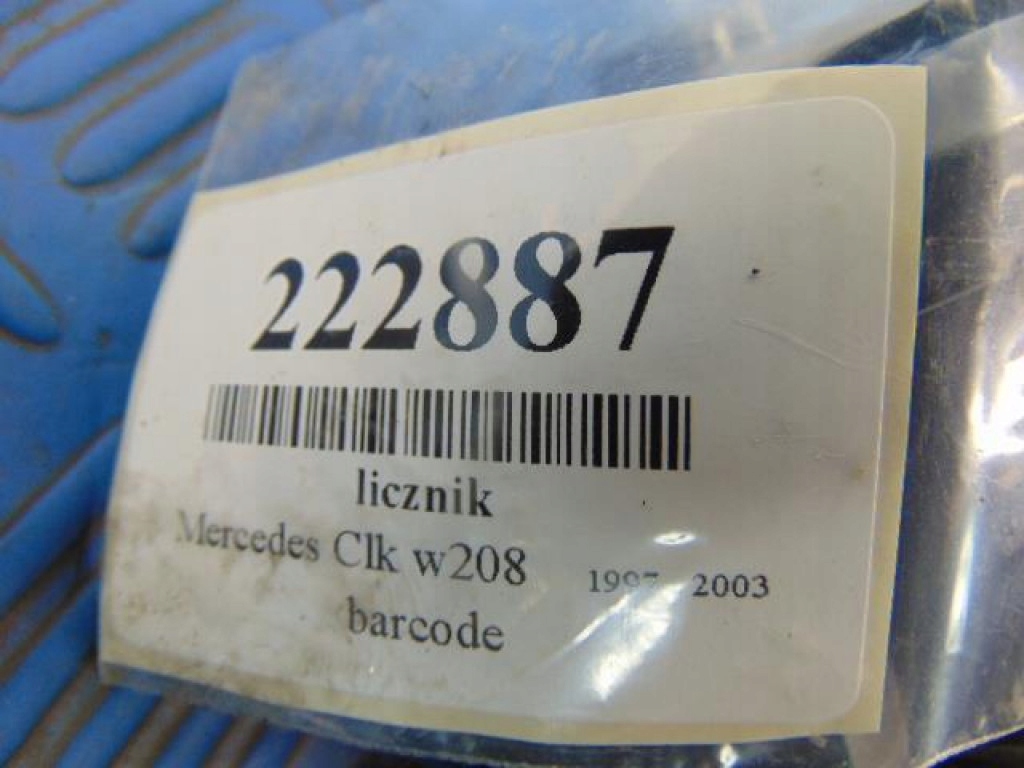 222887
licznik
Mercedes Clk w208 1997 2003
barcode